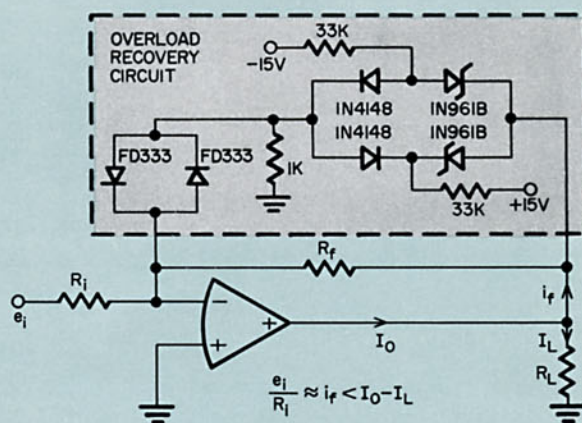 OVERLOAD
RECOVERY
CIRCUIT
33K
-15V
1N4148
1N4148
1N961B
1N961B
FD333
FD333
1K
33K
+15V
Rf
Ri
ei
-
+
+
IO
if
IL
RL
ei/Ri ≈ if < IO-IL